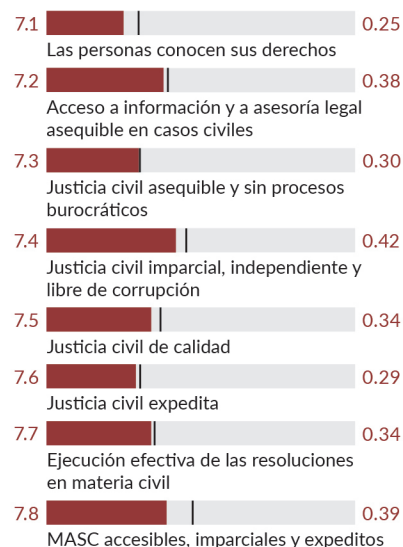 7.1 0.25
Las personas conocen sus derechos
7.2 0.38
Acceso a información y a asesoría legal
asequible en casos civiles
7.3 0.30
Justicia civil asequible y sin procesos
burocráticos
7.4 0.42
Justicia civil imparcial, independiente y
libre de corrupción
7.5 0.34
Justicia civil de calidad
7.6 0.29
Justicia civil expedita
7.7 0.34
Ejecución efectiva de las resoluciones
en materia civil
7.8 0.39
MASC accesibles, imparciales y expeditos